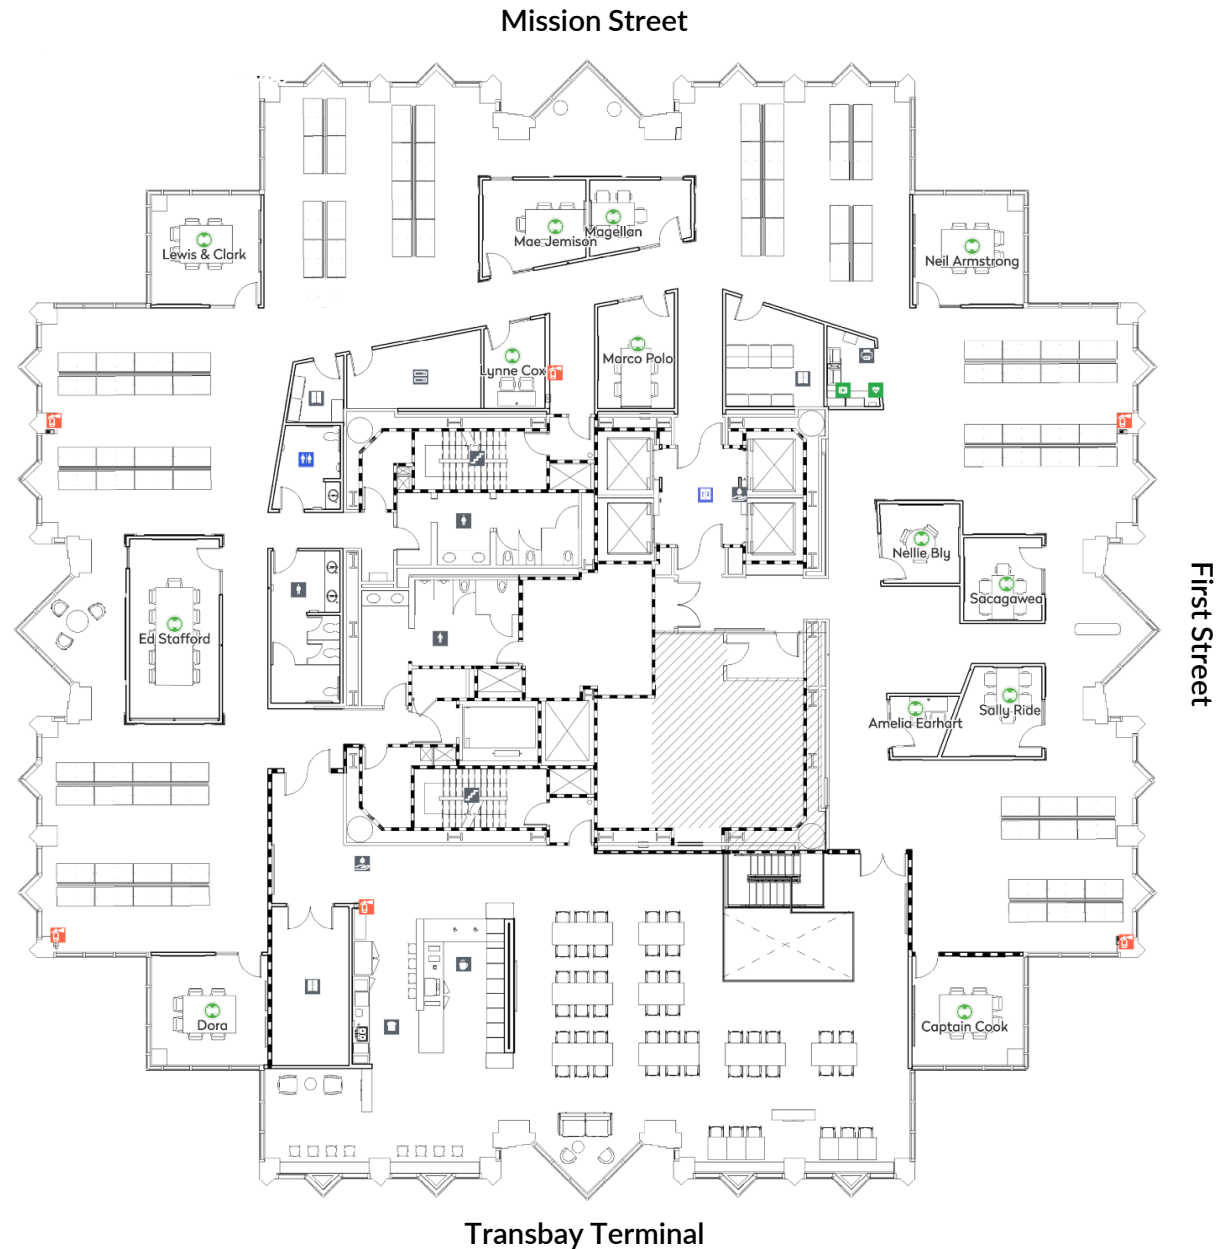 Mission Street
Lewis & Clark
Mae Jemison
Magellan
Neil Armstrong
Lynne Cox
Marco Polo
Nellie Bly
Sacagawea
Ed Stafford
First Street
Sally Ride
Amelia Earhart
Dora
Captain Cook
Transbay Terminal